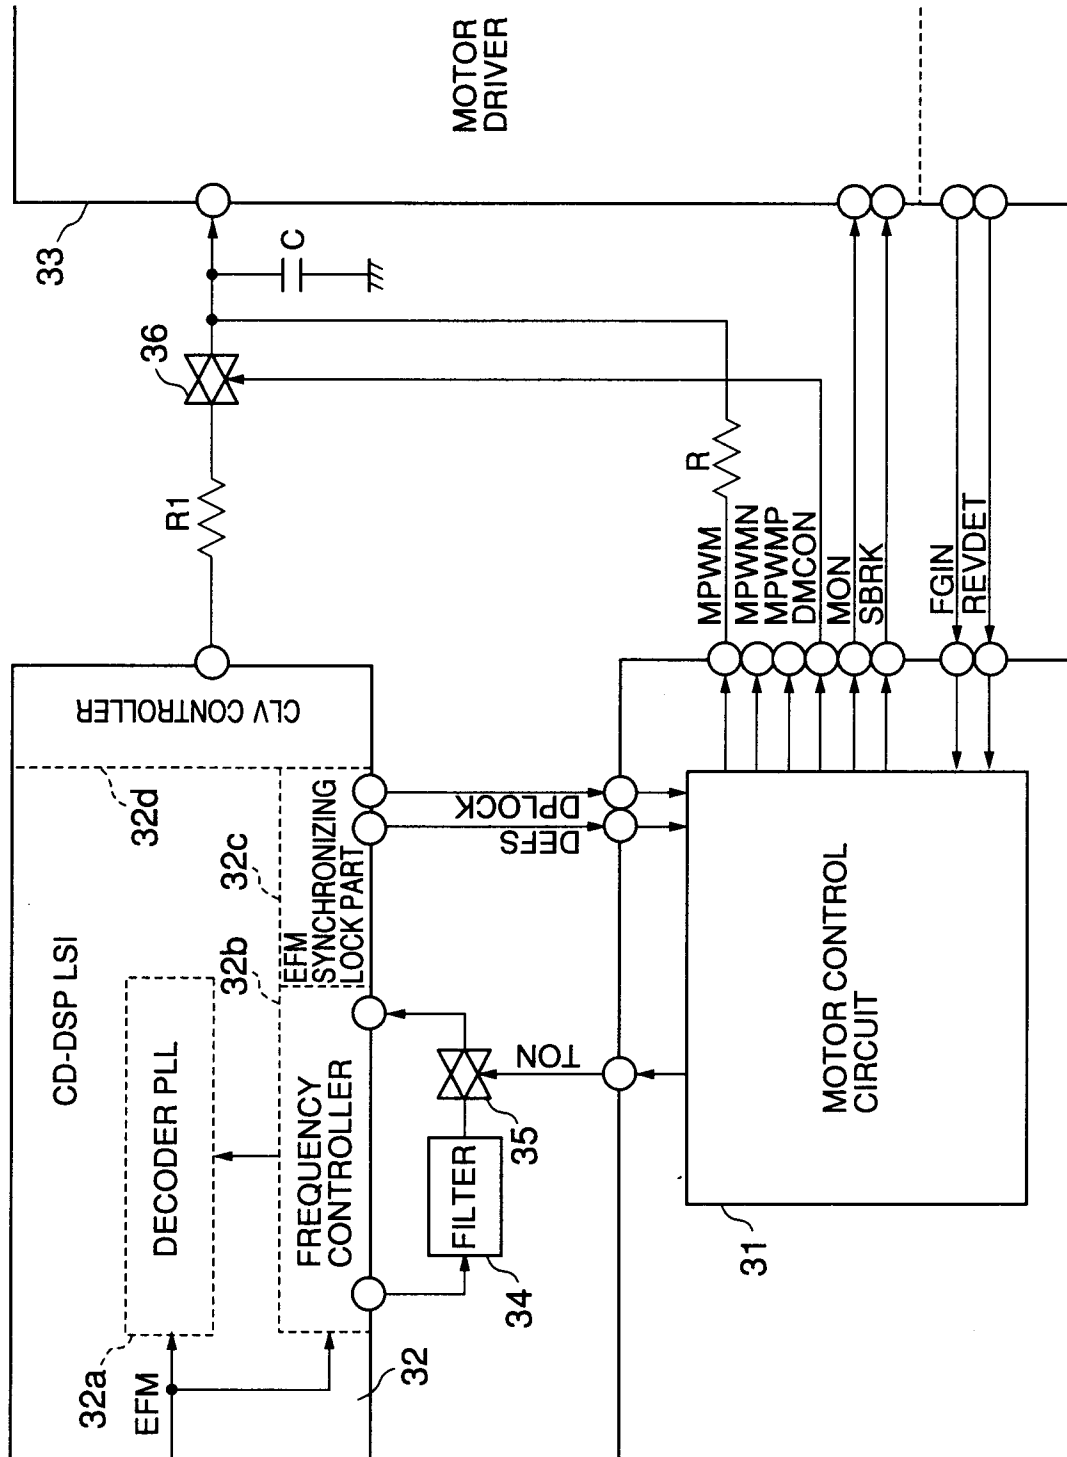 MOTOR
DRIVER
33
C
36
R1
R
MPWM
MPWMN
MPWMP
DMCON
MON
SBRK
FGIN
REVDET
CLV CONTROLLER
32d
CD-DSP LSI
DECODER PLL
32a
EFM
32b
32c
EFM
SYNCHRONIZING
LOCK PART
FREQUENCY
CONTROLLER
32
DPLOCK
DEFS
TON
35
FILTER
34
MOTOR CONTROL
CIRCUIT
31